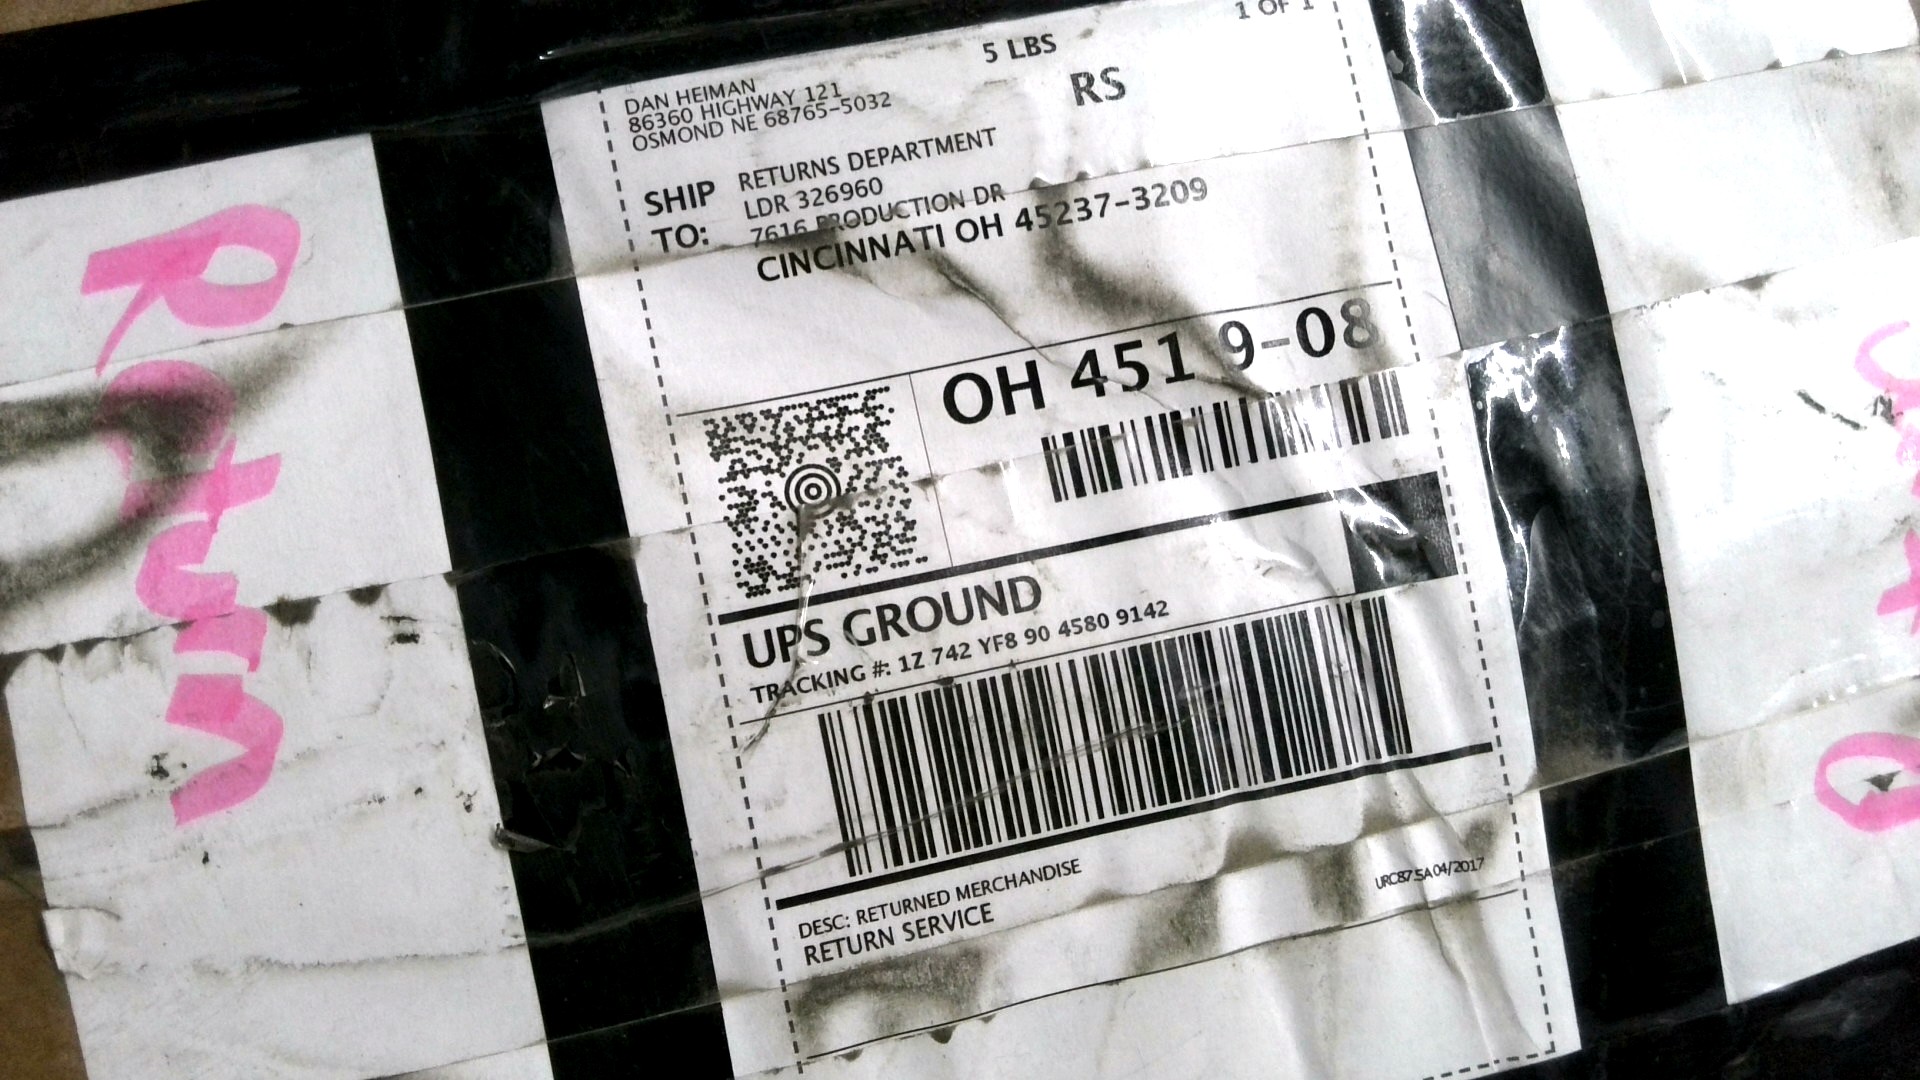 1 OF 1
5 LBS
RS
DAN HEIMAN
86360 HIGHWAY 121
OSMOND NE 68765-5032
SHIP
TO:
RETURNS DEPARTMENT
LDR 326960
7616 PRODUCTION DR
CINCINNATI OH 45237-3209
OH 451 9-08
UPS GROUND
TRACKING #: 1Z 742 YF8 90 4580 9142
DESC: RETURNED MERCHANDISE
RETURN SERVICE
URC87.5A 04/2017
Return